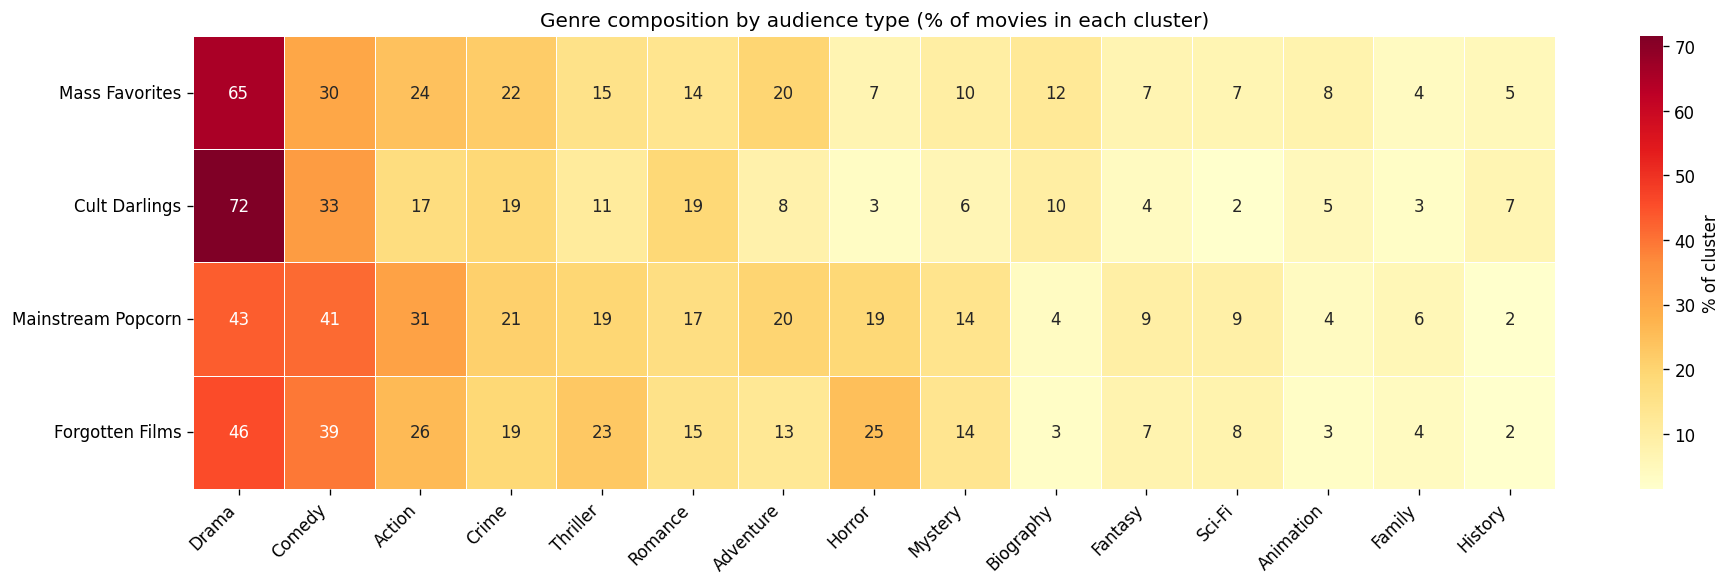 Genre composition by audience type (% of movies in each cluster)
Mass Favorites 65 30 24 22 15 14 20 7 10 12 7 7 8 4 5
Cult Darlings 72 33 17 19 11 19 8 3 6 10 4 2 5 3 7
Mainstream Popcorn 43 41 31 21 19 17 20 19 14 4 9 9 4 6 2
Forgotten Films 46 39 26 19 23 15 13 25 14 3 7 8 3 4 2
Drama Comedy Action Crime Thriller Romance Adventure Horror Mystery Biography Fantasy Sci-Fi Animation Family History
70
60
50
40
30
20
10
% of cluster